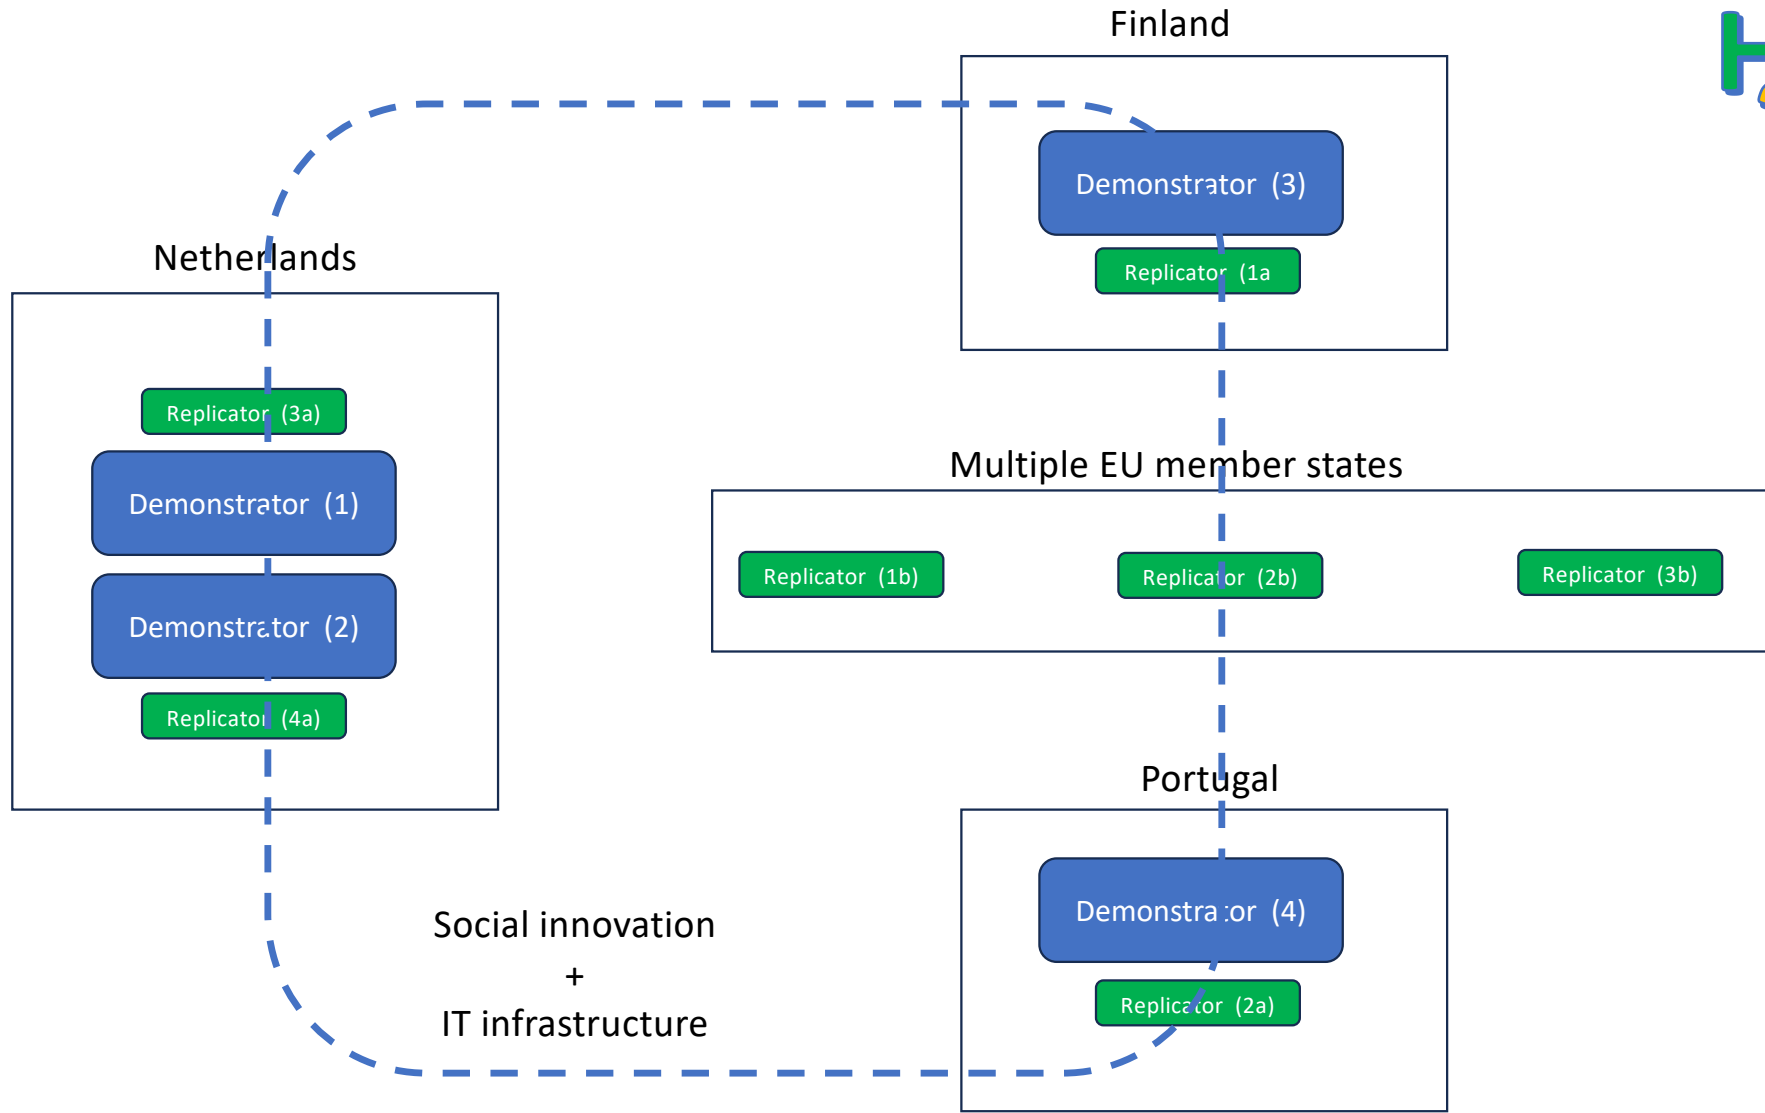 Finland
Demonstrator (3)
Replicator (1a
Netherlands
Replicator (3a)
Demonstrator (1)
Demonstrator (2)
Replicator (4a)
Multiple EU member states
Replicator (1b)
Replicator (2b)
Replicator (3b)
Portugal
Demonstrator (4)
Replicator (2a)
Social innovation
+
IT infrastructure